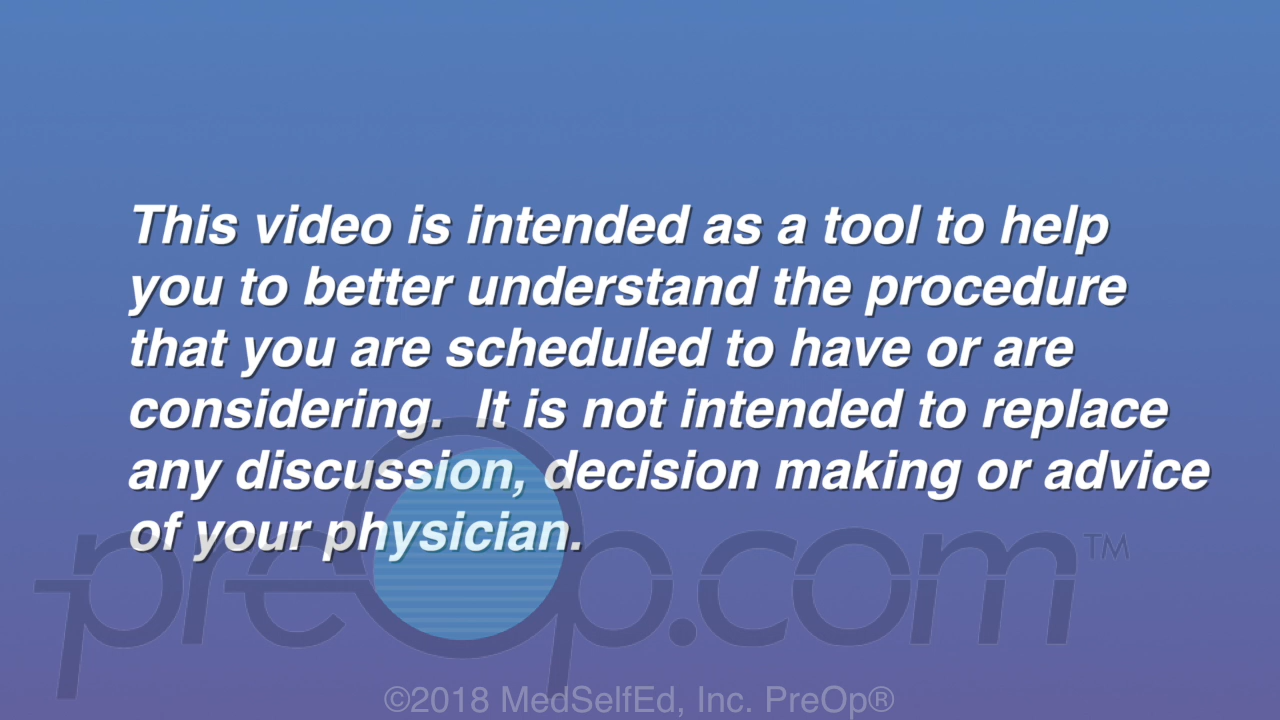 This video is intended as a tool to help
you to better understand the procedure
that you are scheduled to have or are
considering.  It is not intended to replace
any discussion, decision making or advice
of your physician.
preOp.com™
©2018 MedSelfEd, Inc. PreOp®